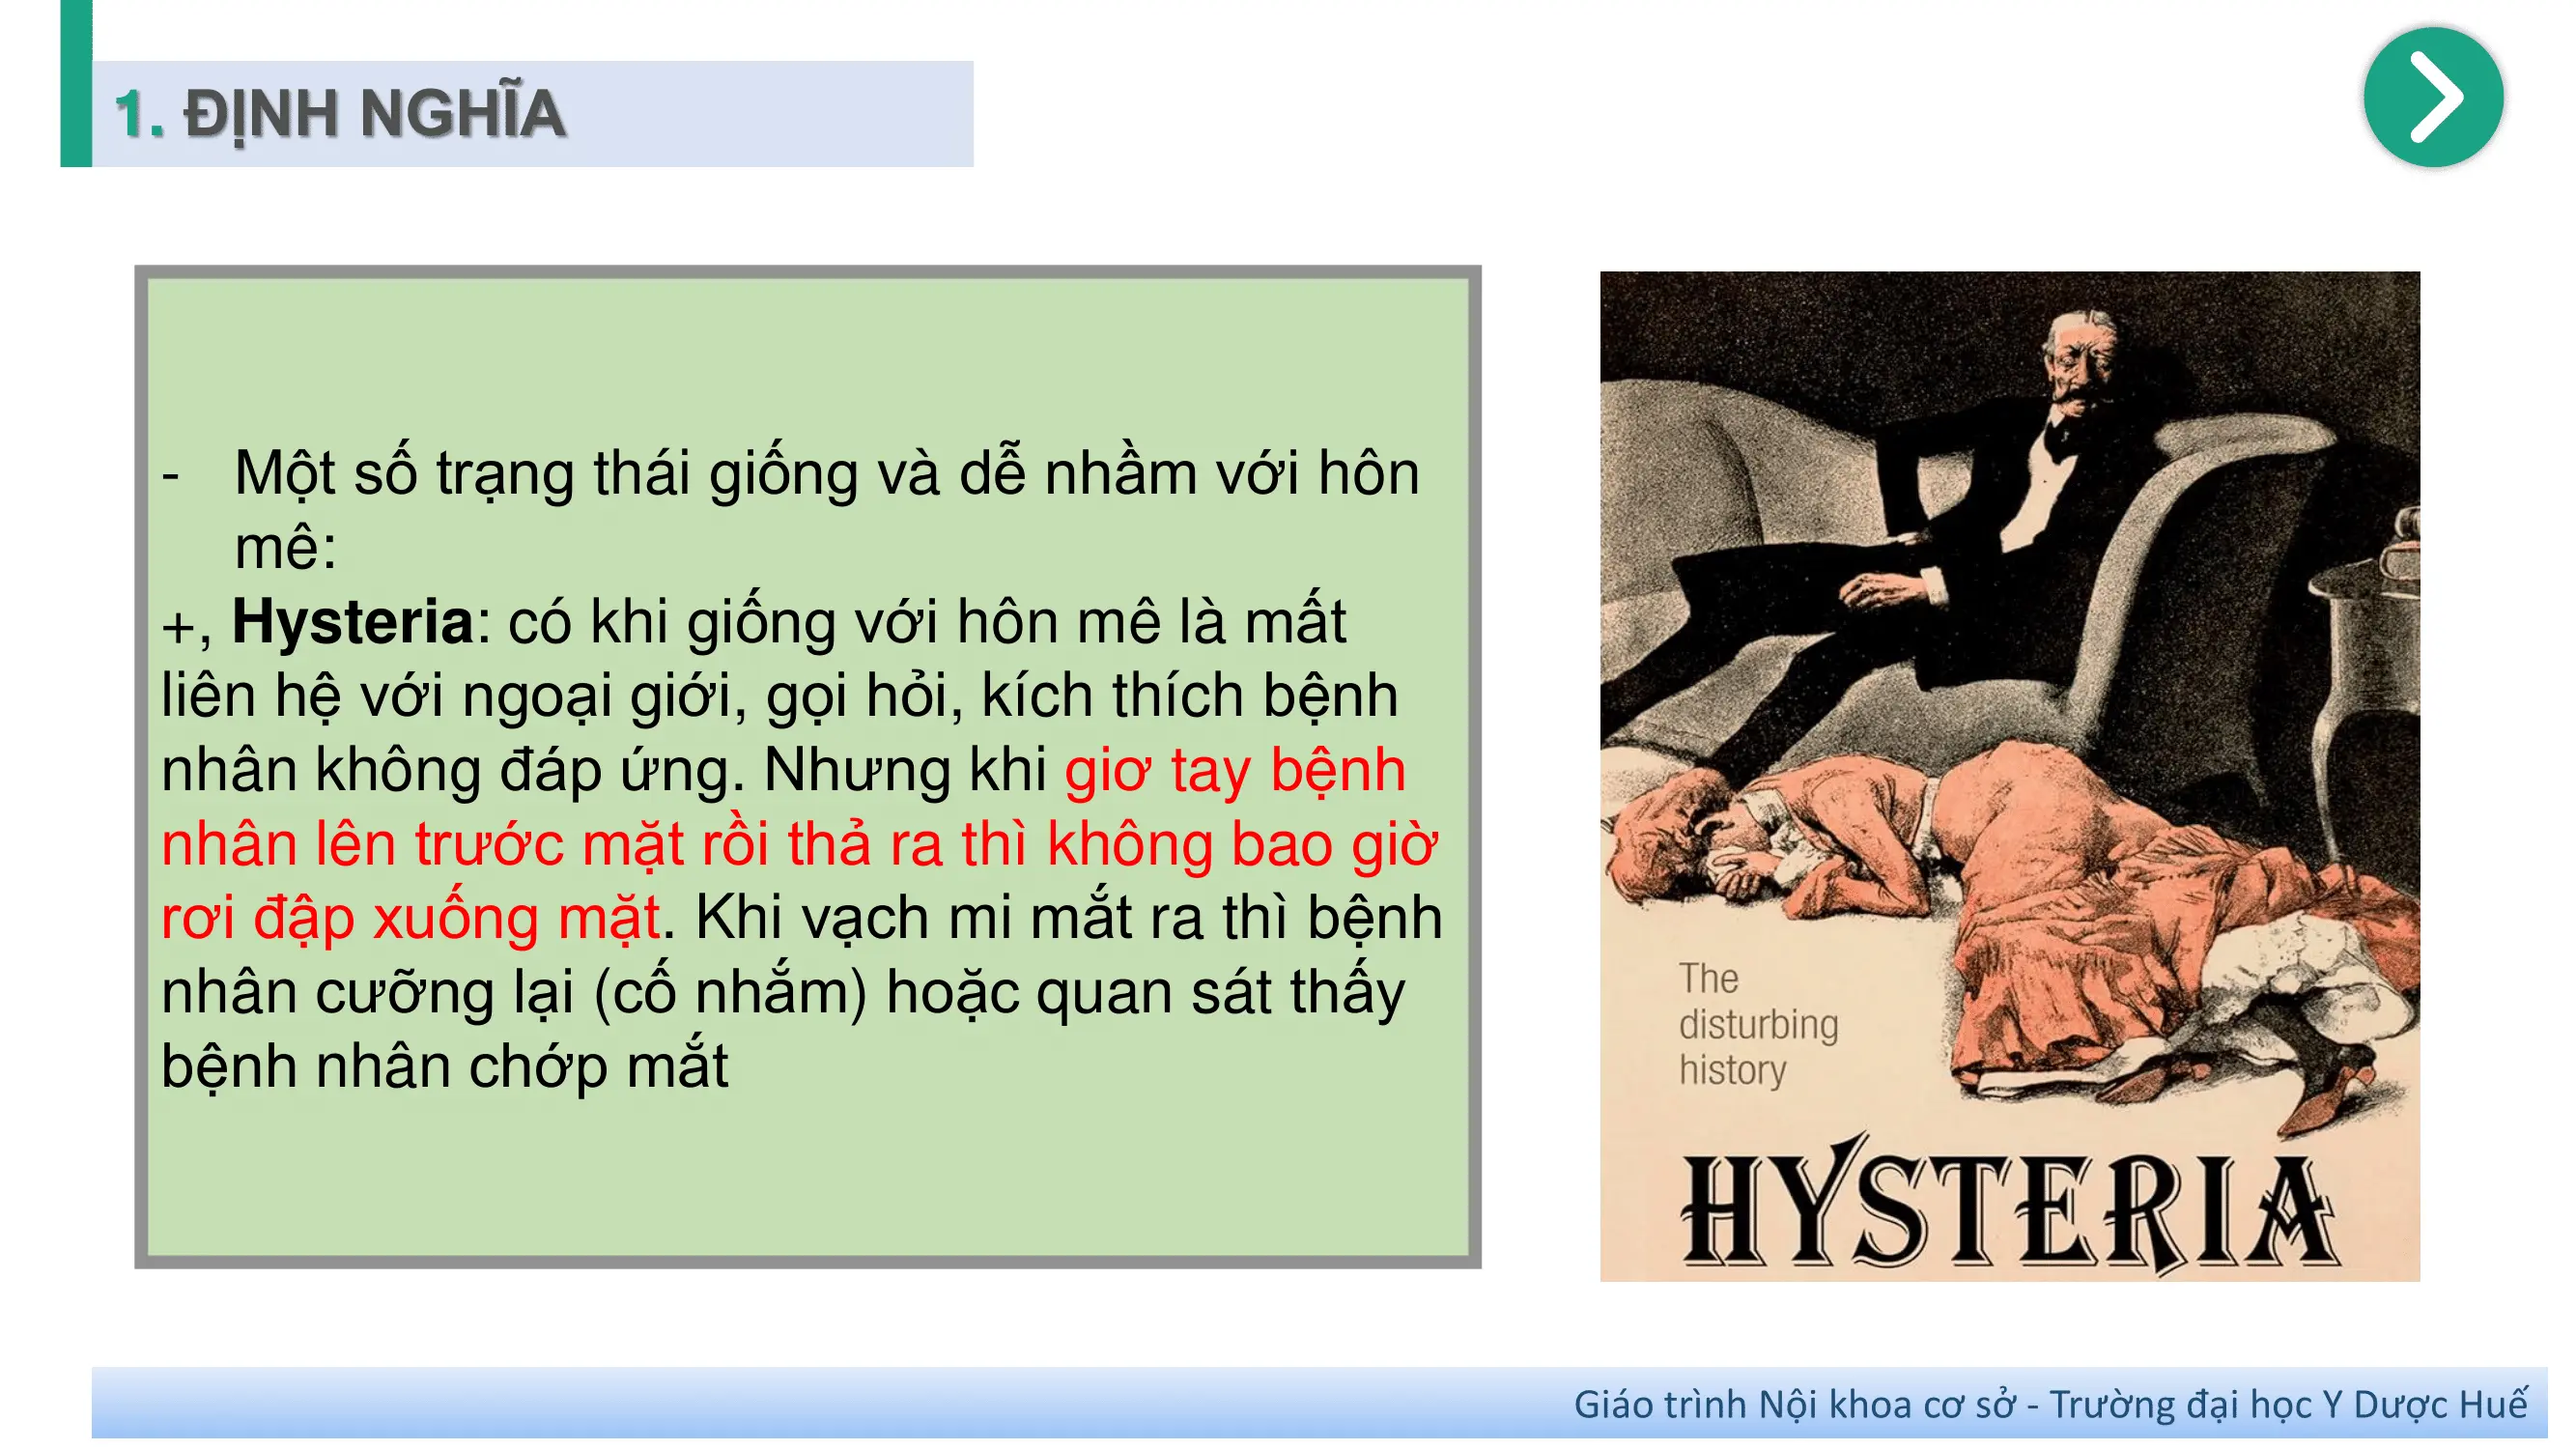 1. ĐỊNH NGHĨA
- Một số trạng thái giống và dễ nhầm với hôn
mê:
+, Hysteria: có khi giống với hôn mê là mất
liên hệ với ngoại giới, gọi hỏi, kích thích bệnh
nhân không đáp ứng. Nhưng khi giơ tay bệnh
nhân lên trước mặt rồi thả ra thì không bao giờ
rơi đập xuống mặt. Khi vạch mi mắt ra thì bệnh
nhân cưỡng lại (cố nhắm) hoặc quan sát thấy
bệnh nhân chớp mắt
The
disturbing
history
HYSTERIA
Giáo trình Nội khoa cơ sở - Trường đại học Y Dược Huế